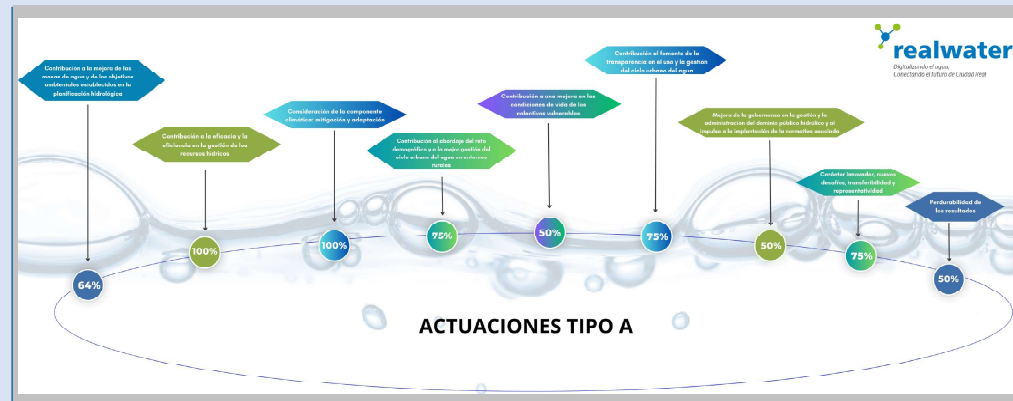 realwater
Digitalizando el agua,
Conectando el futuro de Ciudad Real
Contribución a la mejora de las
masas de agua y de los objetivos
ambientales establecidos en la
planificación hidrológica
Contribución a la eficacia y la
eficiencia en la gestión de los
recursos hídricos
Consideración de la componente
climática: mitigación y adaptación
Contribución al abordaje del reto
demográfico y a la mejor gestión del
ciclo urbano del agua en entornos
rurales
Contribución a una mejora en las
condiciones de vida de los
colectivos vulnerables
Contribución al fomento de la
transparencia en el uso y la gestión
del ciclo urbano del agua
Mejora de la gobernanza en la gestión y la
administración del dominio público hidráulico y al
impulso a la implantación de la normativa asociada
Carácter innovador, nuevos
desafíos, transferibilidad y
representatividad
Perdurabilidad de
los resultados
64%
100%
100%
75%
50%
75%
50%
75%
50%
ACTUACIONES TIPO A